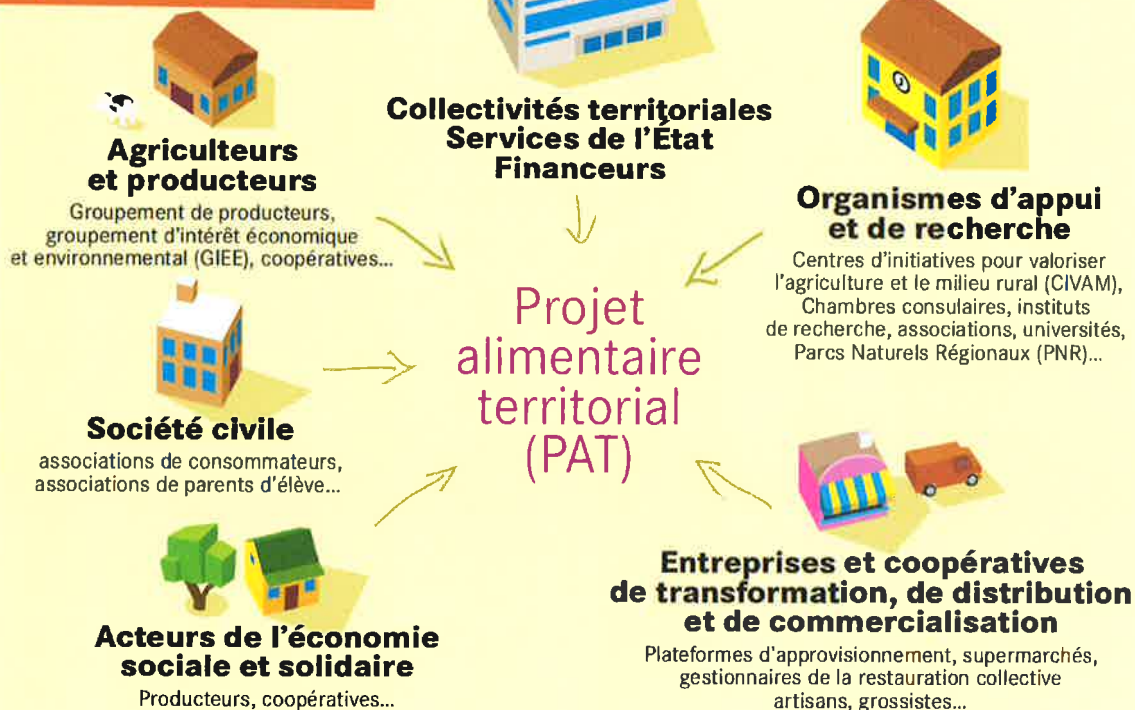 Agriculteurs
et producteurs
Groupement de producteurs,
groupement d'intérêt économique
et environnemental (GIEE), coopératives...
Collectivités territoriales
Services de l'État
Financeurs
Organismes d'appui
et de recherche
Centres d'initiatives pour valoriser
l'agriculture et le milieu rural (CIVAM),
Chambres consulaires, instituts
de recherche, associations, universités,
Parcs Naturels Régionaux (PNR)...
Projet
alimentaire
territorial
(PAT)
Société civile
associations de consommateurs,
associations de parents d'élève...
Acteurs de l'économie
sociale et solidaire
Producteurs, coopératives...
Entreprises et coopératives
de transformation, de distribution
et de commercialisation
Plateformes d'approvisionnement, supermarchés,
gestionnaires de la restauration collective
artisans, grossistes...